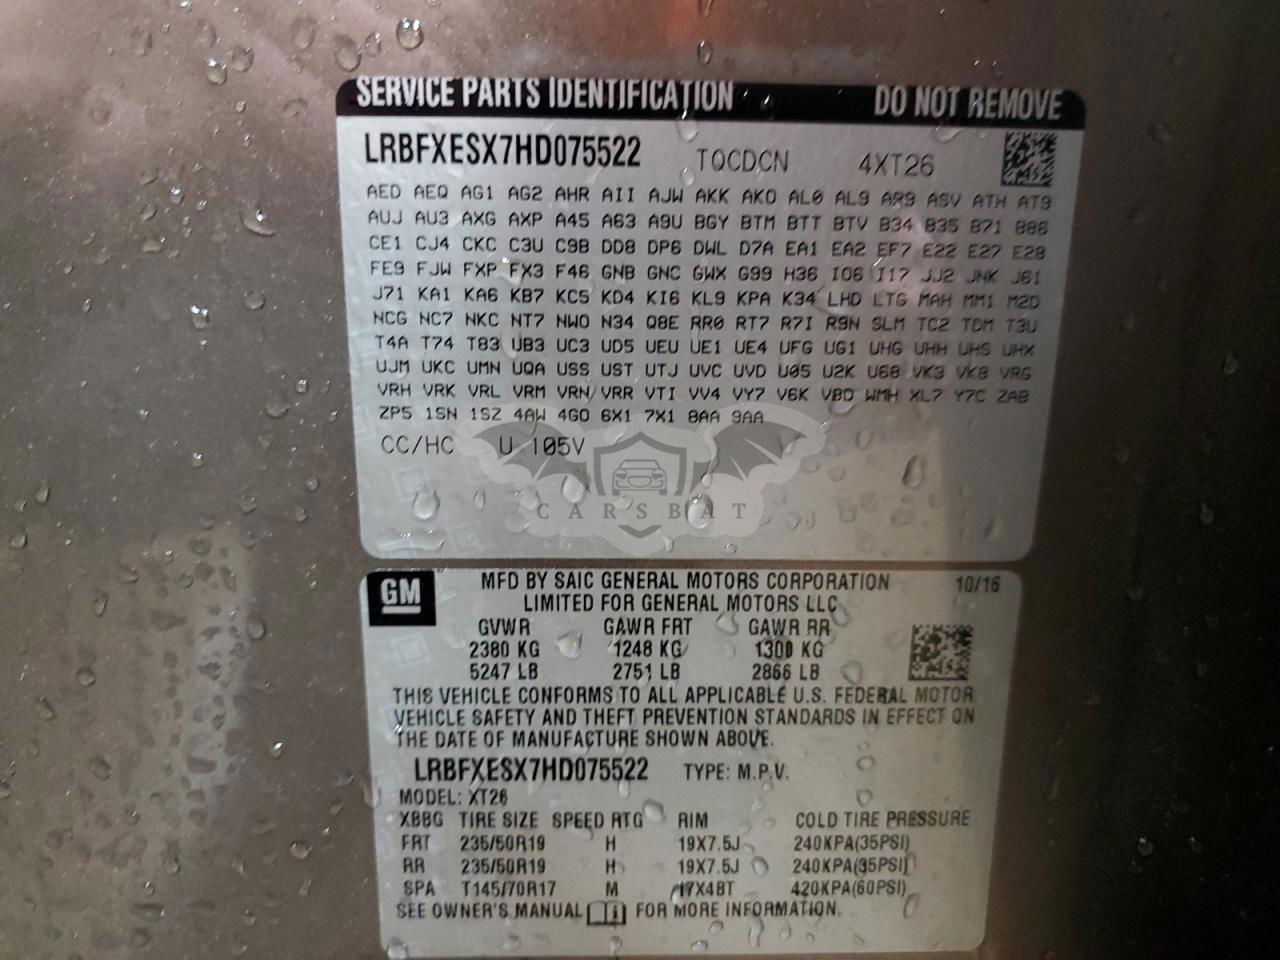 SERVICE PARTS IDENTIFICATION DO NOT REMOVE
LRBFXESX7HD075522 TQCDCN 4XT26
AED AEQ AG1 AG2 AHR AII AJW AKK AKO AL0 AL9 AR9 ASV ATH AT9
AUJ AU3 AXG AXP A45 A63 A9U BGY BTM BTT BTV B34 B35 B71 B86
CE1 CJ4 CKC C3U C9B DD8 DP6 DWL D7A EA1 EA2 EF7 E22 E27 E28
FE9 FJW FXP FX3 F46 GNB GNC GWX G99 H36 IO6 I17 JJ2 JNK J61
J71 KA1 KA6 KB7 KC5 KD4 KI6 KL9 KPA K34 LHD LTG MAH MM1 M2D
NCG NC7 NKC NT7 NWO N34 Q8E RR0 RT7 R7I R9N SLM TC2 TDM T3U
T4A T74 T83 UB3 UC3 UD5 UEU UE1 UE4 UFG UG1 UHG UHH UHS UHX
UJM UKC UMN UQA USS UST UTJ UVC UVD U05 U2K U68 VK3 VK8 VRG
VRH VRK VRL VRM VRN VRR VTI VV4 VY7 V6K V8D WMH XL7 Y7C ZAB
ZP5 1SN 1SZ 4AW 4GO 6X1 7X1 8AA 9AA
CC/HC U 105V
CARSBAT
GM MFD BY SAIC GENERAL MOTORS CORPORATION 10/16
LIMITED FOR GENERAL MOTORS LLC
GVWR GAWR FRT GAWR RR
2380 KG 1248 KG 1300 KG
5247 LB 2751 LB 2866 LB
THIS VEHICLE CONFORMS TO ALL APPLICABLE U.S. FEDERAL MOTOR
VEHICLE SAFETY AND THEFT PREVENTION STANDARDS IN EFFECT ON
THE DATE OF MANUFACTURE SHOWN ABOVE.
LRBFXESX7HD075522 TYPE: M.P.V.
MODEL: XT26
XBBG TIRE SIZE SPEED RTG RIM COLD TIRE PRESSURE
FRT 235/50R19 H 19X7.5J 240KPA(35PSI)
RR 235/50R19 H 19X7.5J 240KPA(35PSI)
SPA T145/70R17 M 17X4BT 420KPA(60PSI)
SEE OWNER'S MANUAL FOR MORE INFORMATION.